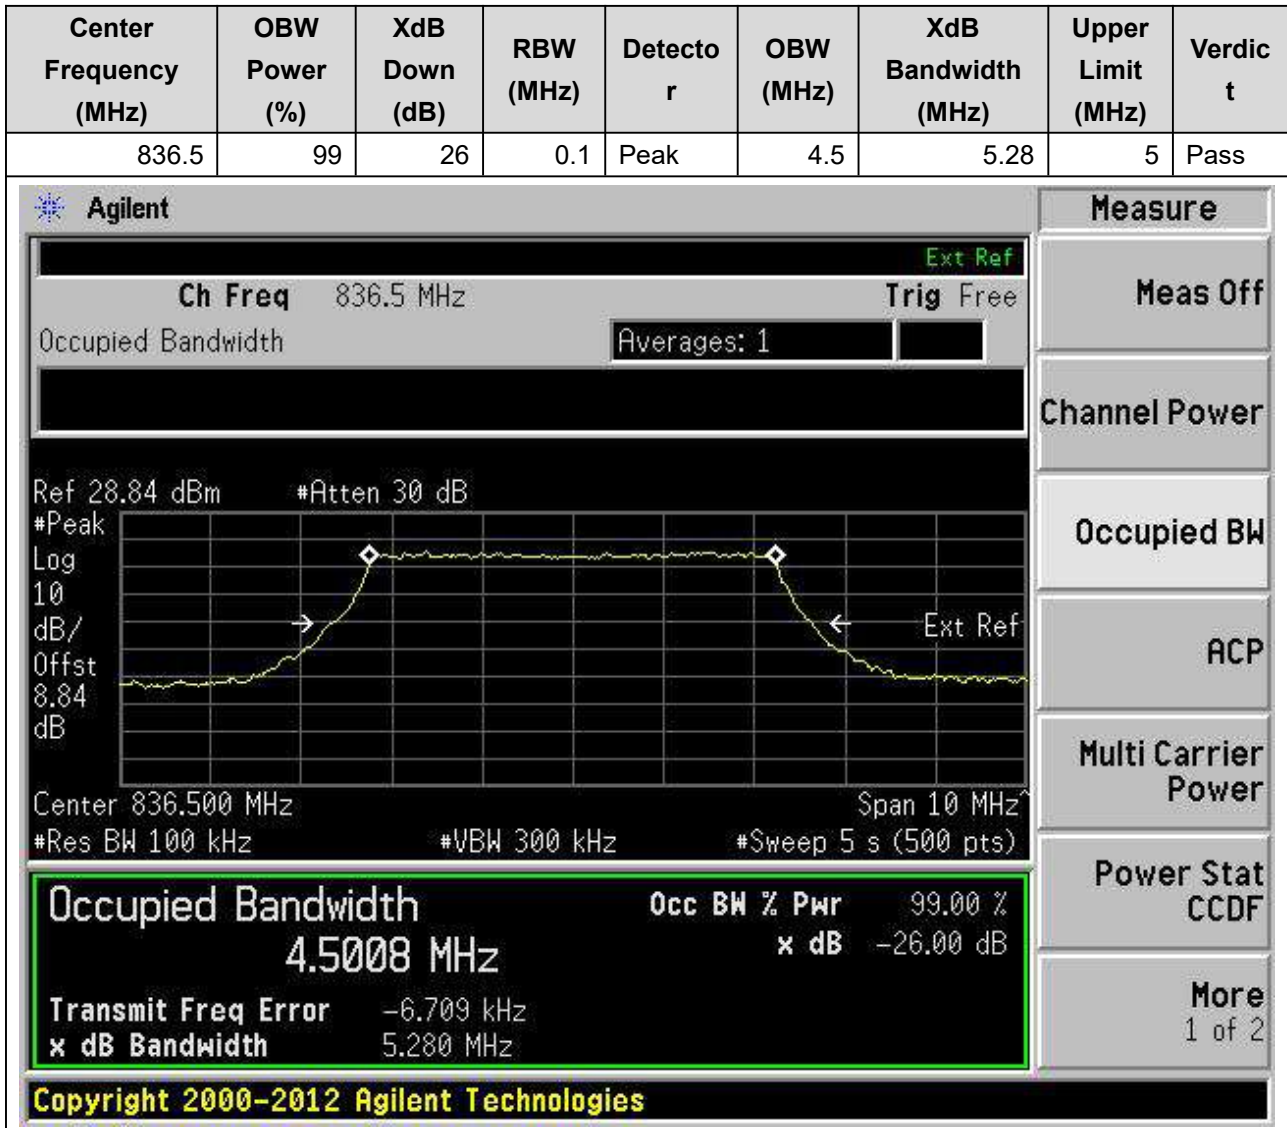 Center Frequency (MHz) OBW Power (%) XdB Down (dB) RBW (MHz) Detector OBW (MHz) XdB Bandwidth (MHz) Upper Limit (MHz) Verdict
836.5 99 26 0.1 Peak 4.5 5.28 5 Pass
Agilent
Measure
Ext Ref
Ch Freq 836.5 MHz Trig Free
Meas Off
Occupied Bandwidth Averages: 1
Channel Power
Ref 28.84 dBm #Atten 30 dB
#Peak
Log
10
dB/
Offst
8.84
dB
Ext Ref
Occupied BW
ACP
Multi Carrier
Power
Center 836.500 MHz Span 10 MHz^
#Res BW 100 kHz #VBW 300 kHz #Sweep 5 s (500 pts)
Power Stat
CCDF
Occupied Bandwidth Occ BW % Pwr 99.00 %
4.5008 MHz x dB -26.00 dB
Transmit Freq Error -6.709 kHz
x dB Bandwidth 5.280 MHz
More
1 of 2
Copyright 2000-2012 Agilent Technologies